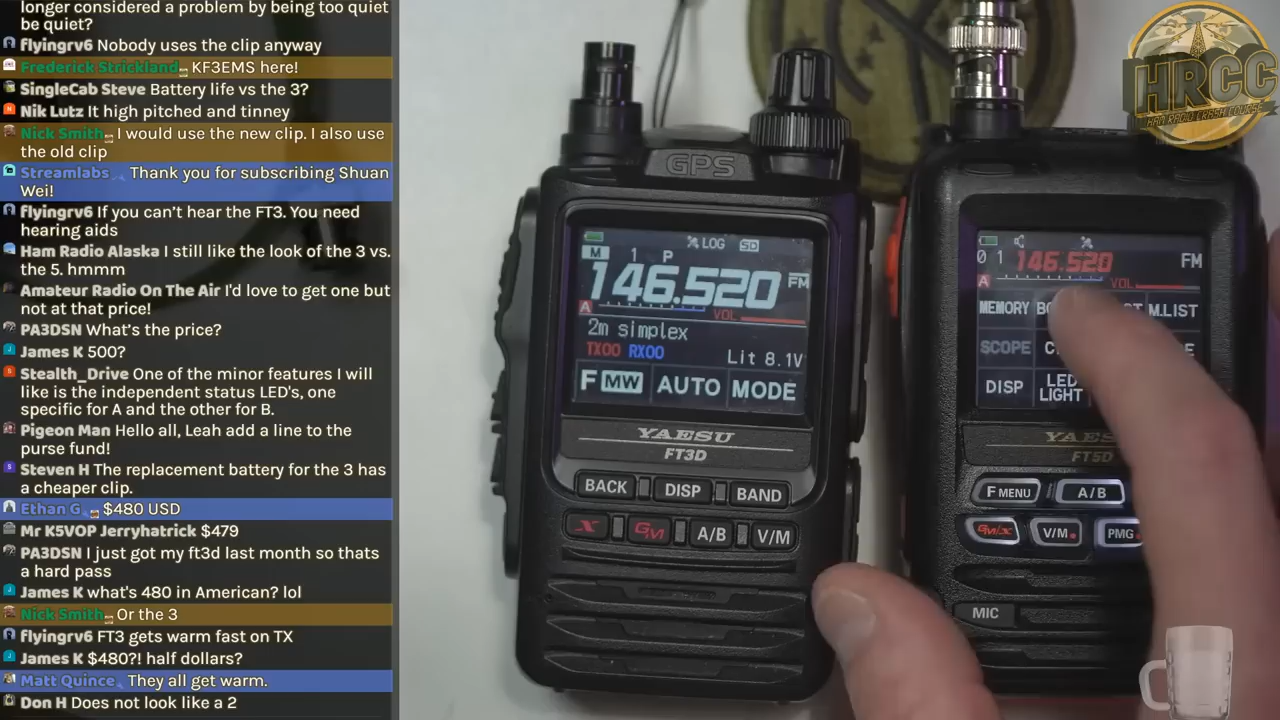 longer considered a problem by being too quiet
be quiet?
flyingrv6 Nobody uses the clip anyway
Frederick Strickland KF3EMS here!
SingleCab Steve Battery life vs the 3?
Nik Lutz It high pitched and tinney
Nick Smith I would use the new clip. I also use
the old clip
Streamlabs Thank you for subscribing Shuan
Wei!
flyingrv6 If you can't hear the FT3. You need
hearing aids
Ham Radio Alaska I still like the look of the 3 vs.
the 5. hmmm
Amateur Radio On The Air I'd love to get one but
not at that price!
PA3DSN What's the price?
James K 500?
Stealth_Drive One of the minor features I will
like is the independent status LED's, one
specific for A and the other for B.
Pigeon Man Hello all, Leah add a line to the
purse fund!
Steven H The replacement battery for the 3 has
a cheaper clip.
Ethan G $480 USD
Mr K5VOP Jerryhatrick $479
PA3DSN I just got my ft3d last month so thats
a hard pass
James K what's 480 in American? lol
Nick Smith Or the 3
flyingrv6 FT3 gets warm fast on TX
James K $480?! half dollars?
Matt Quince They all get warm.
Don H Does not look like a 2
GPS
LOG SD
M 1 P
146.520 FM
A VOL
2m simplex
TX00 RX00 Lit 8.1V
F MW AUTO MODE
YAESU
FT3D
BACK DISP BAND
X GM A/B V/M
HRCC
HAM RADIO CRASH COURSE
0 1 146.520 FM
A VOL
MEMORY M.LIST
SCOPE
DISP LED
LIGHT
FT5D
F MENU A/B
GM/X V/M PMG
MIC